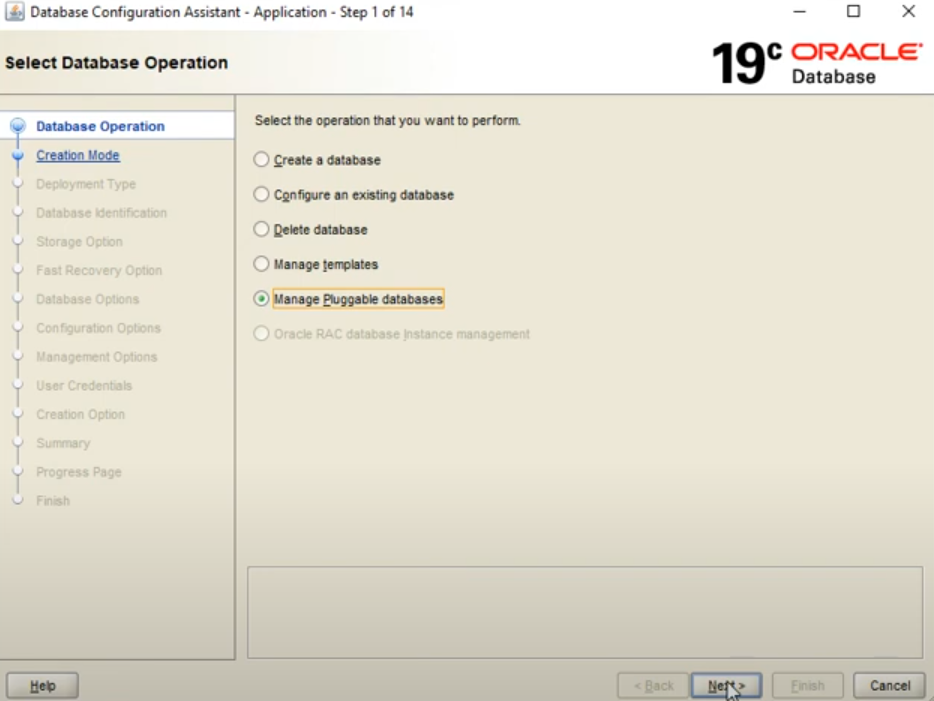 Database Configuration Assistant - Application - Step 1 of 14
Select Database Operation
19c ORACLE
Database
Database Operation
Creation Mode
Deployment Type
Database Identification
Storage Option
Fast Recovery Option
Database Options
Configuration Options
Management Options
User Credentials
Creation Option
Summary
Progress Page
Finish
Select the operation that you want to perform.
Create a database
Configure an existing database
Delete database
Manage templates
Manage Pluggable databases
Oracle RAC database Instance management
Help
< Back
Next >
Finish
Cancel